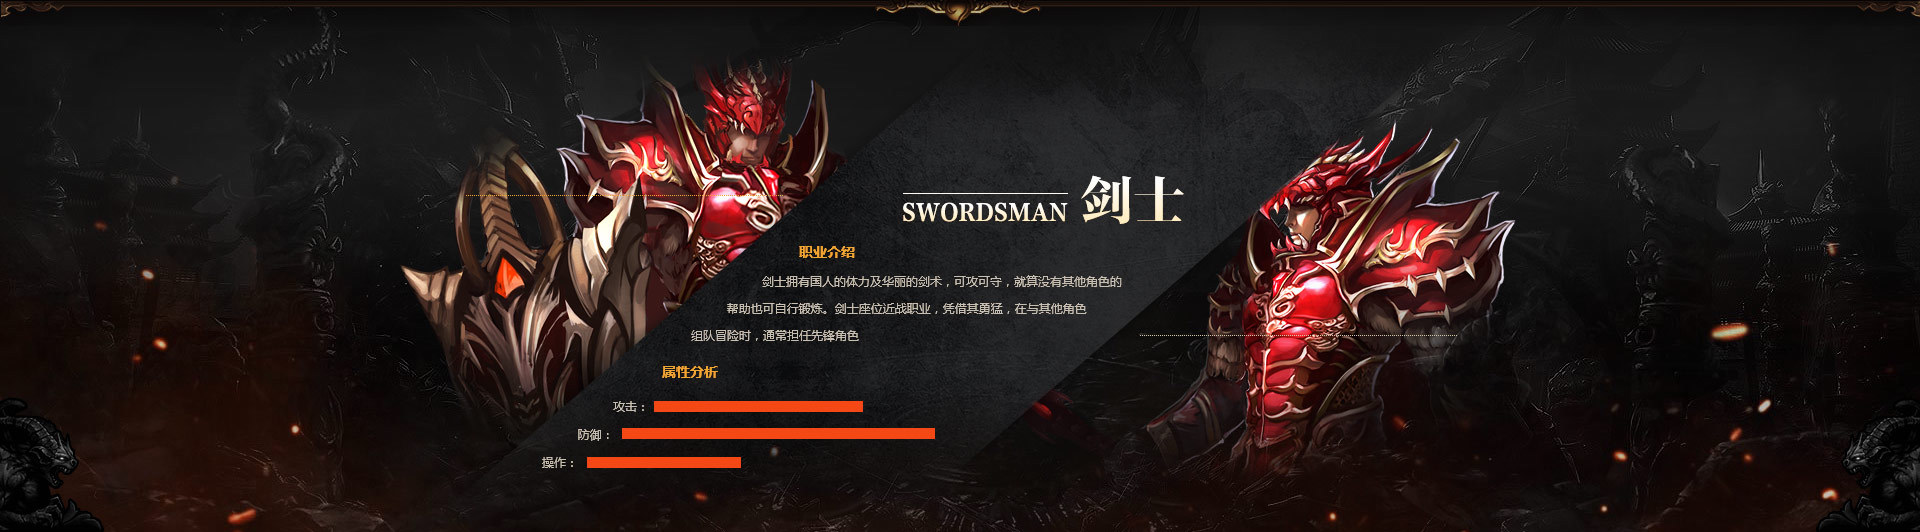 SWORDSMAN 剑士
职业介绍
剑士拥有国人的体力及华丽的剑术，可攻可守，就算没有其他角色的
帮助也可自行锻炼。剑士座位近战职业，凭借其勇猛，在与其他角色
组队冒险时，通常担任先锋角色
属性分析
攻击：
防御：
操作：